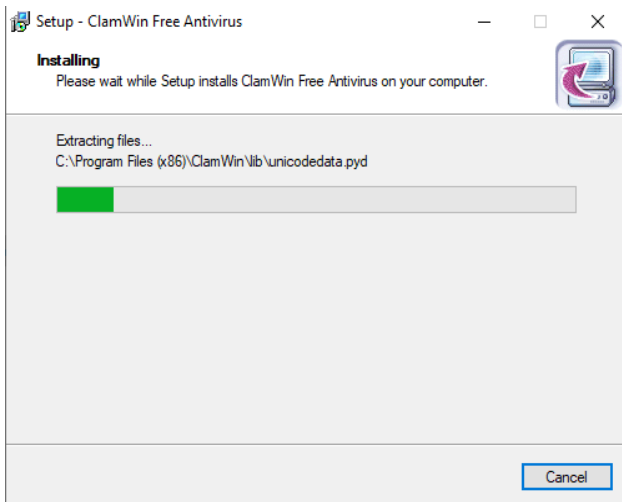 Setup - ClamWin Free Antivirus
Installing
Please wait while Setup installs ClamWin Free Antivirus on your computer.
Extracting files...
C:\Program Files (x86)\ClamWin\lib\unicodedata.pyd
Cancel